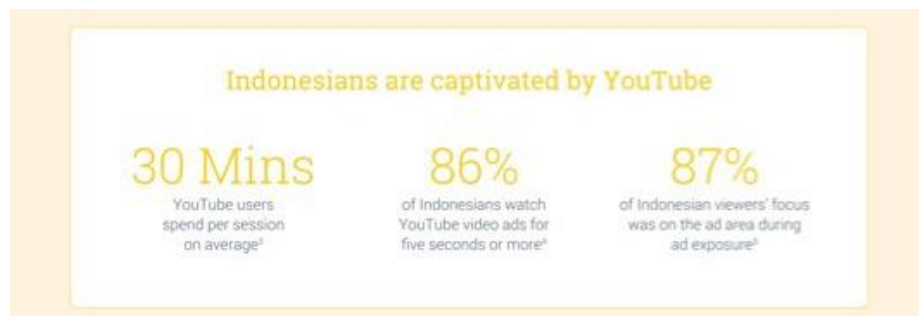 Indonesians are captivated by YouTube
30 Mins
YouTube users
spend per session
on average
86%
of Indonesians watch
YouTube video ads for
five seconds or more
87%
of Indonesian viewers' focus
was on the ad area during
ad exposure